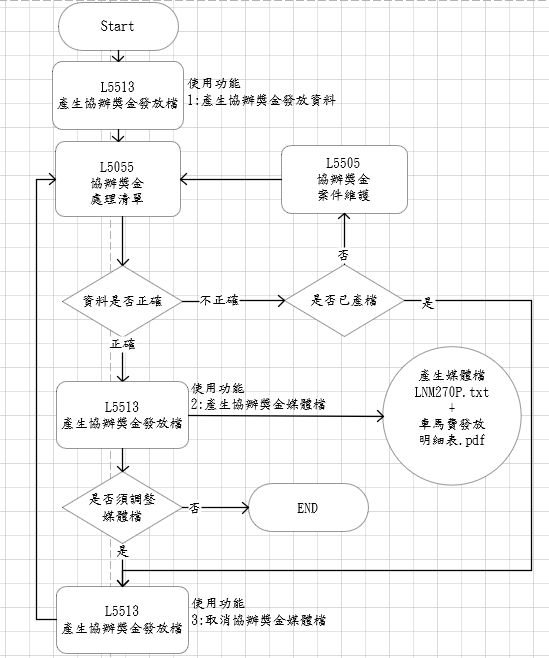 Start
L5513
產生協辦獎金發放檔
使用功能
1:產生協辦獎金發放資料
L5055
協辦獎金
處理清單
L5505
協辦獎金
案件維護
否
資料是否正確
不正確
是否已產檔
是
正確
L5513
產生協辦獎金發放檔
使用功能
2:產生協辦獎金媒體檔
產生媒體檔
LNM270P.txt
+
車馬費發放
明細表.pdf
是否須調整
媒體檔
否
END
是
L5513
產生協辦獎金發放檔
使用功能
3:取消協辦獎金媒體檔